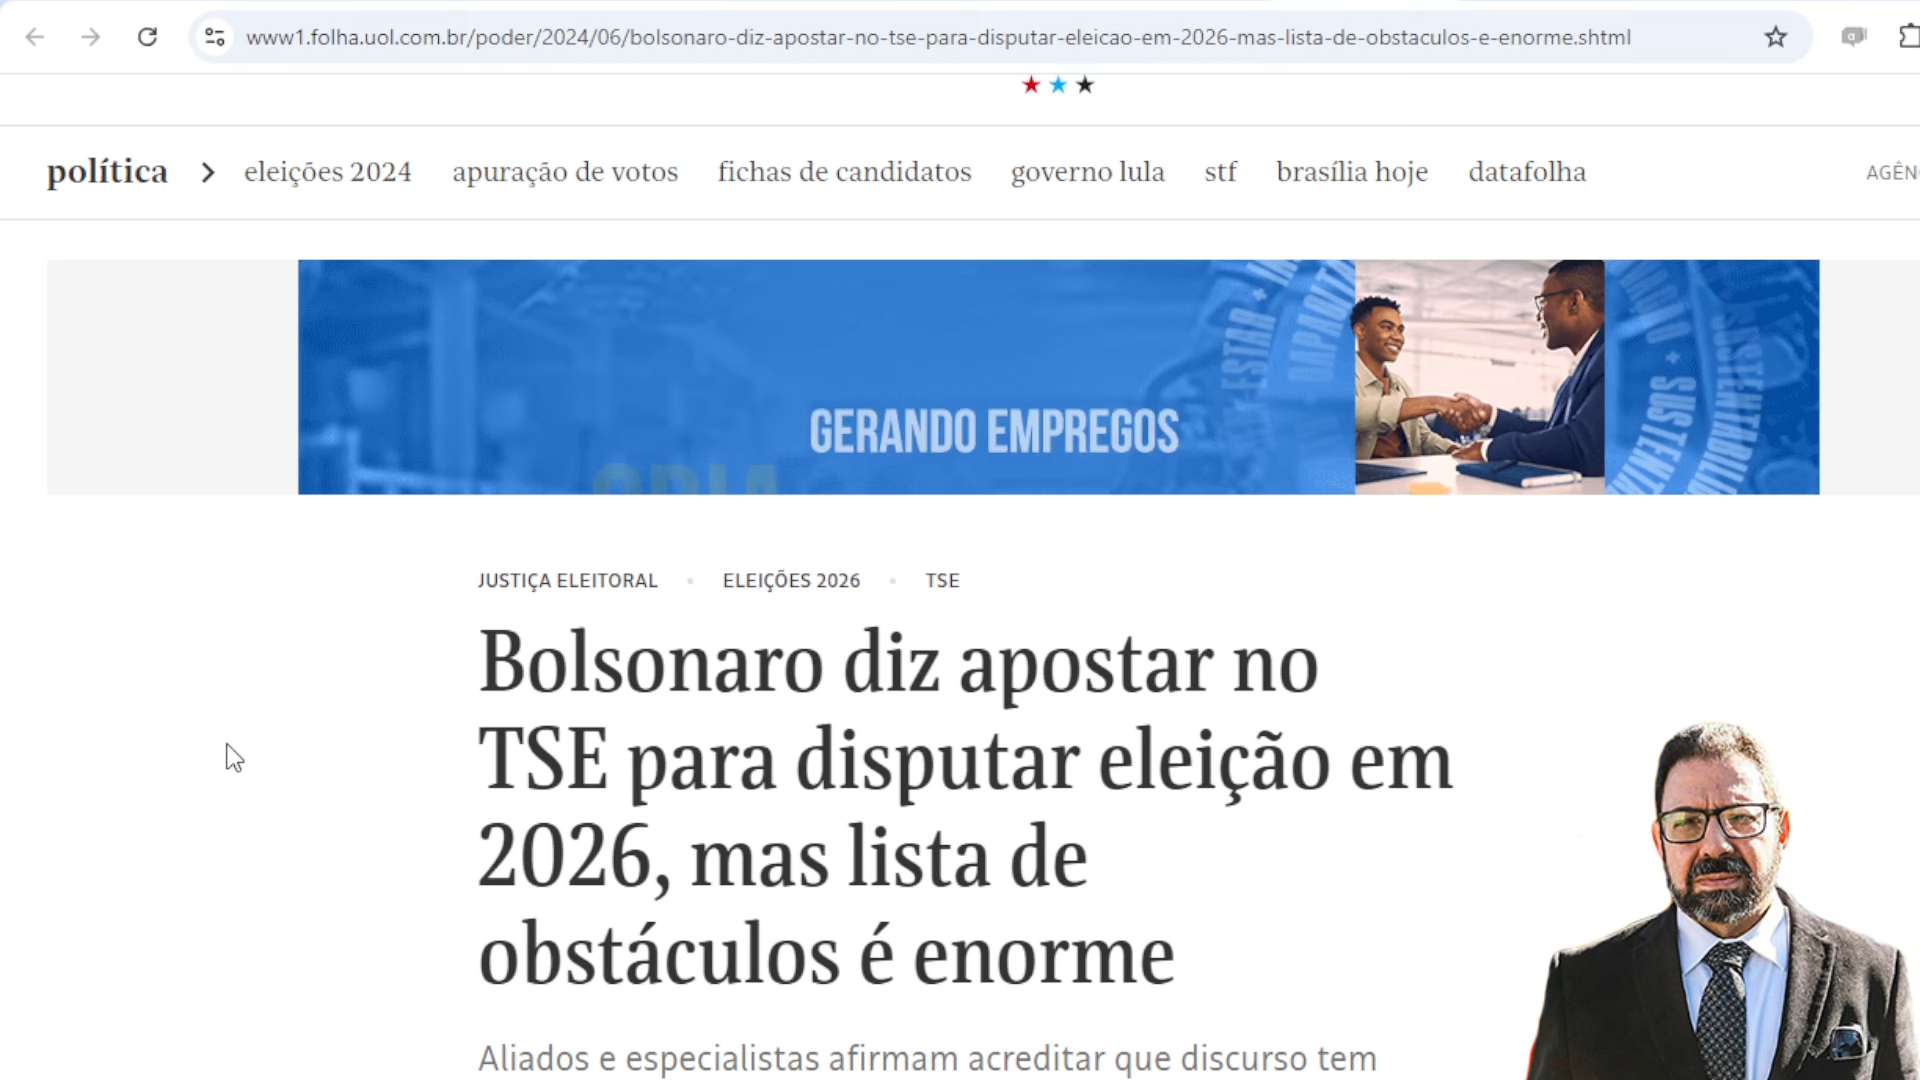 www1.folha.uol.com.br/poder/2024/06/bolsonaro-diz-apostar-no-tse-para-disputar-eleicao-em-2026-mas-lista-de-obstaculos-e-enorme.shtml
política eleições 2024 apuração de votos fichas de candidatos governo lula stf brasília hoje datafolha AGÊN
GERANDO EMPREGOS
JUSTIÇA ELEITORAL • ELEIÇÕES 2026 • TSE
Bolsonaro diz apostar no
TSE para disputar eleição em
2026, mas lista de
obstáculos é enorme
Aliados e especialistas afirmam acreditar que discurso tem